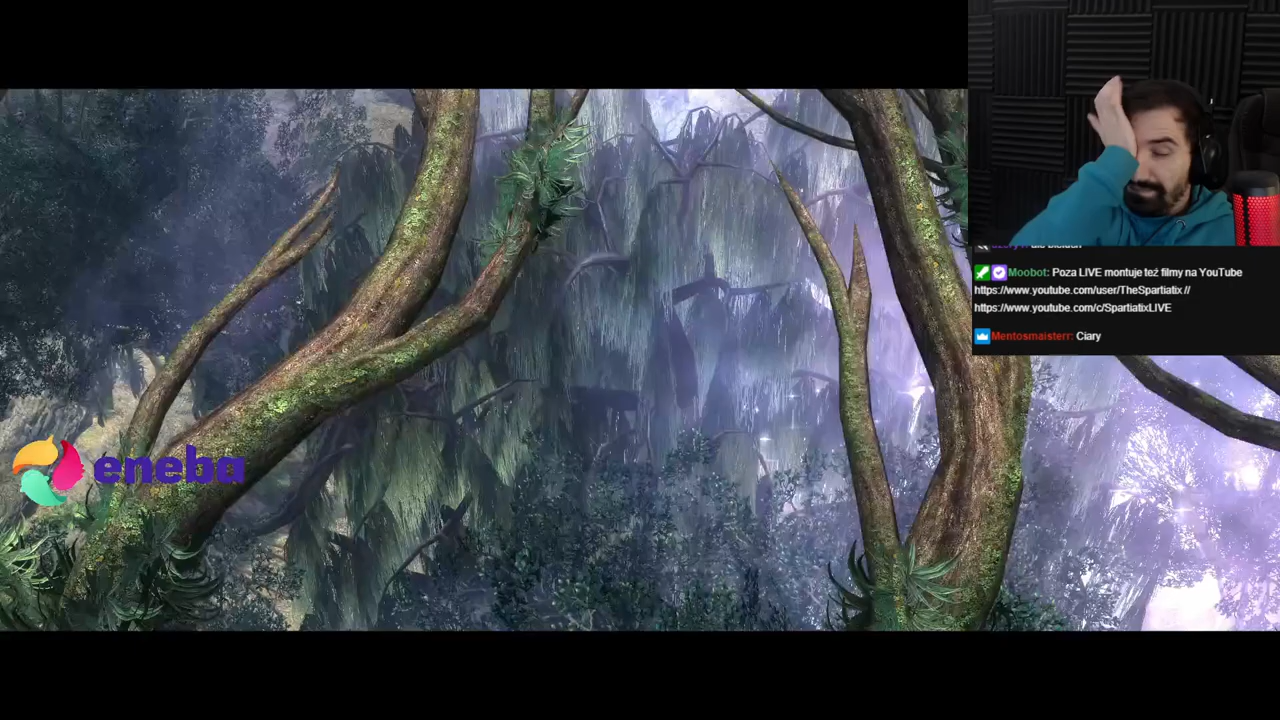 eneba
Moobot: Poza LIVE montuje też filmy na YouTube
https://www.youtube.com/user/TheSpartiatix //
https://www.youtube.com/c/SpartiatixLIVE
Mentosmaisterr: Ciary